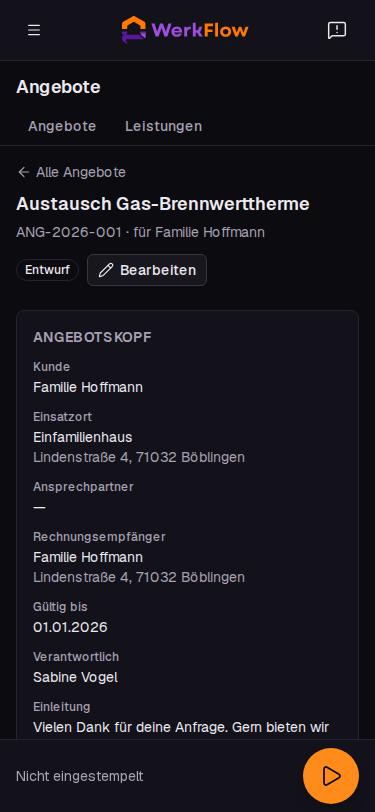 WerkFlow
Angebote
Angebote Leistungen
Alle Angebote
Austausch Gas-Brennwerttherme
ANG-2026-001 · für Familie Hoffmann
Entwurf Bearbeiten
ANGEBOTSKOPF
Kunde
Familie Hoffmann
Einsatzort
Einfamilienhaus
Lindenstraße 4, 71032 Böblingen
Ansprechpartner
—
Rechnungsempfänger
Familie Hoffmann
Lindenstraße 4, 71032 Böblingen
Gültig bis
01.01.2026
Verantwortlich
Sabine Vogel
Einleitung
Vielen Dank für deine Anfrage. Gern bieten wir
Nicht eingestempelt